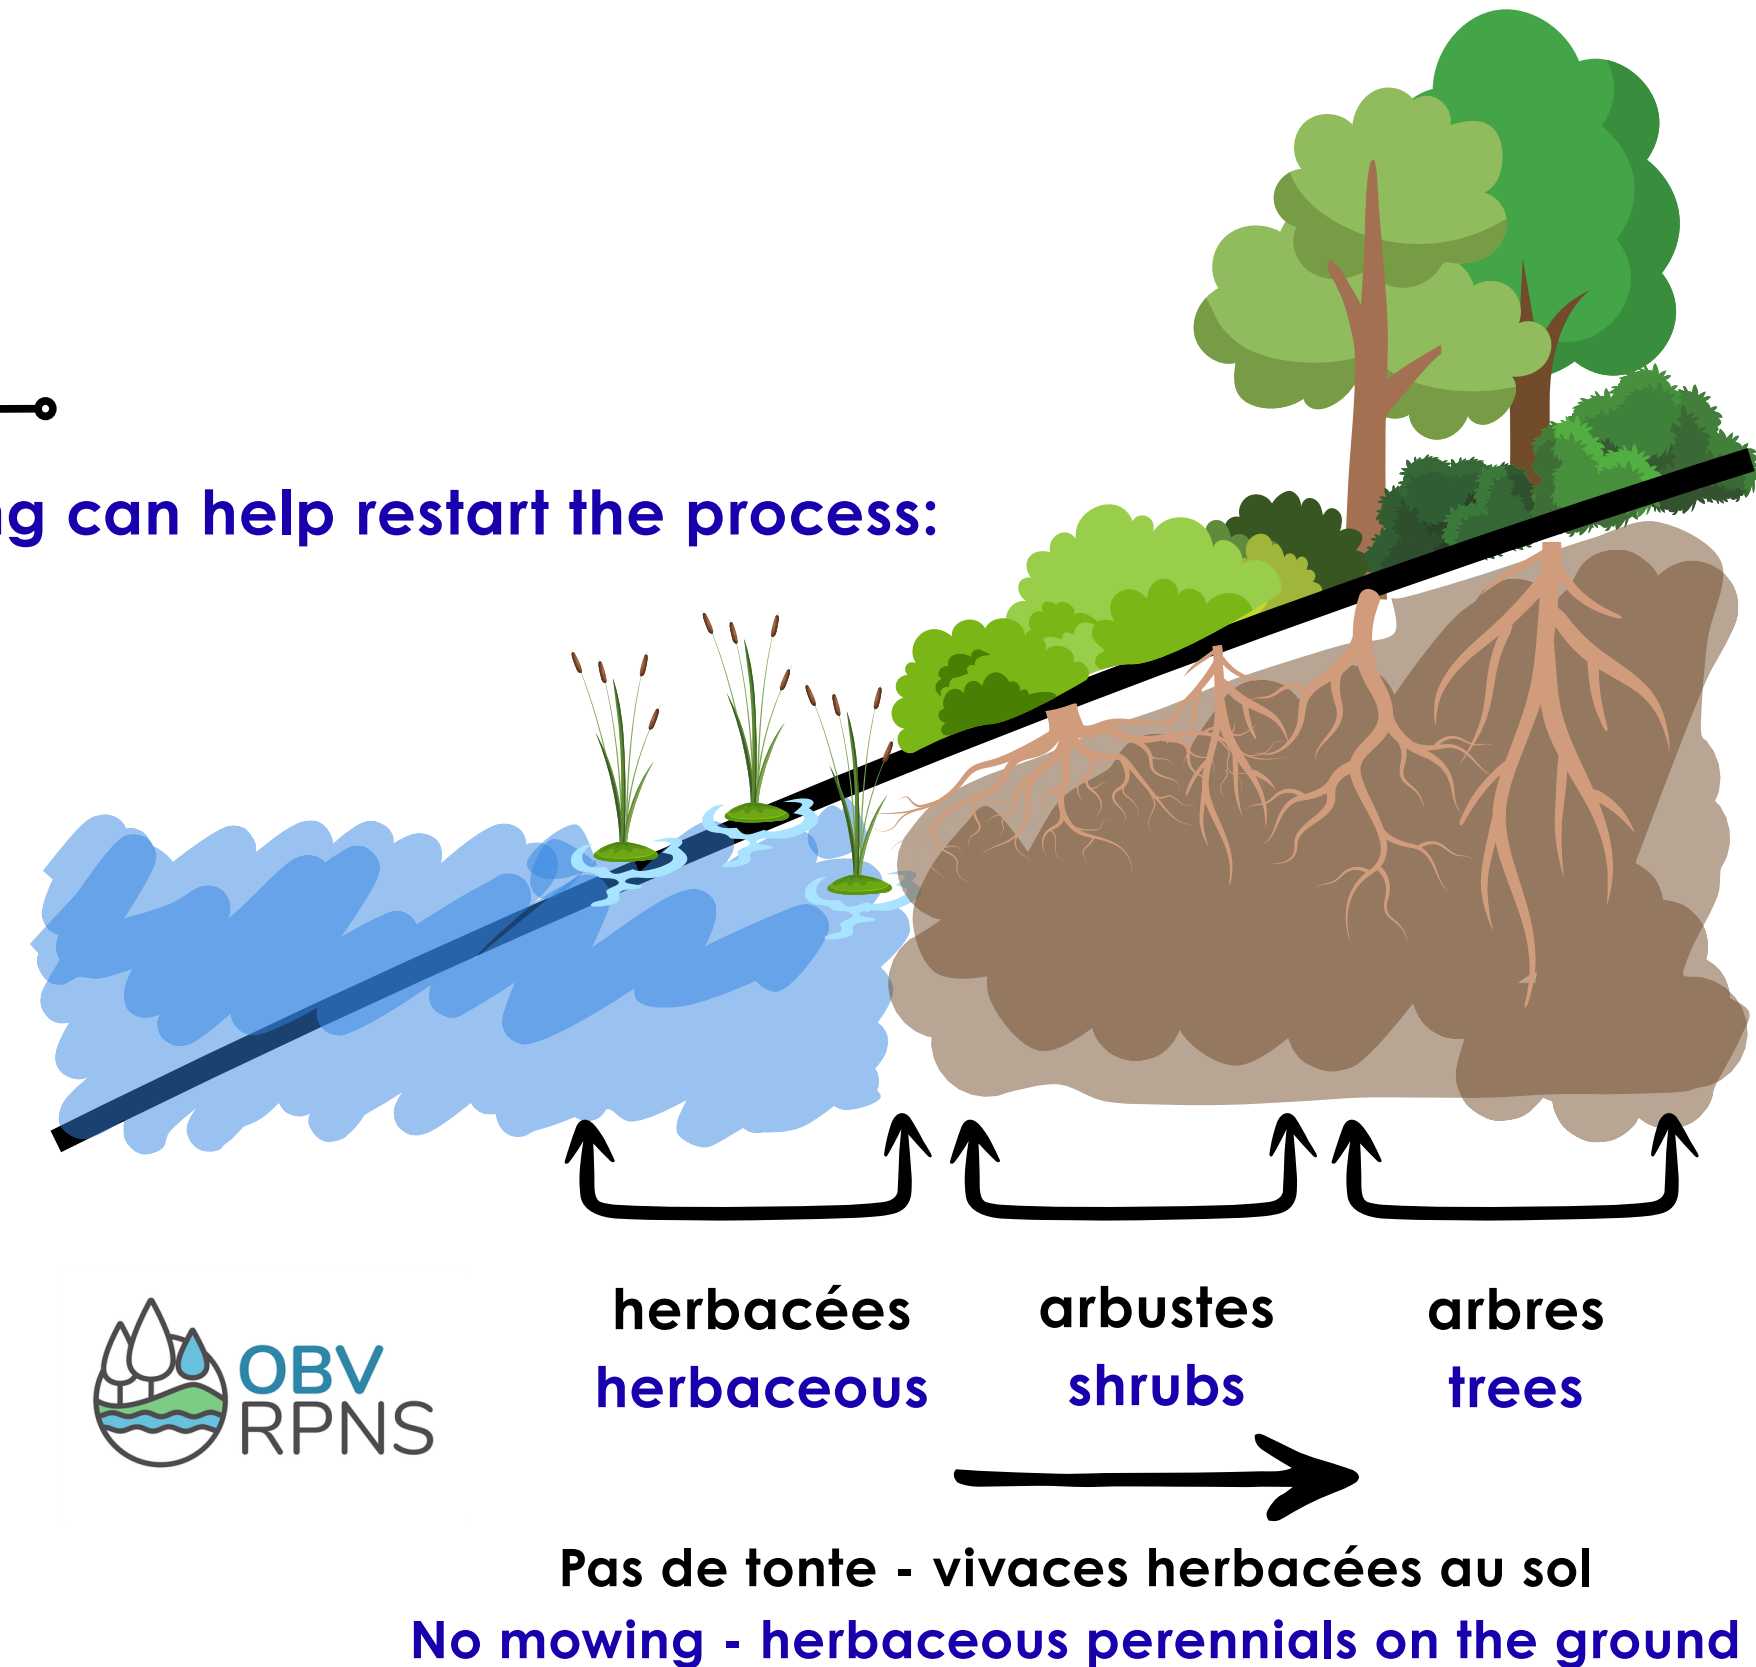 can help restart the process:
herbacées
herbaceous
arbustes
shrubs
arbres
trees
OBV
RPNS
Pas de tonte - vivaces herbacées au sol
No mowing - herbaceous perennials on the ground